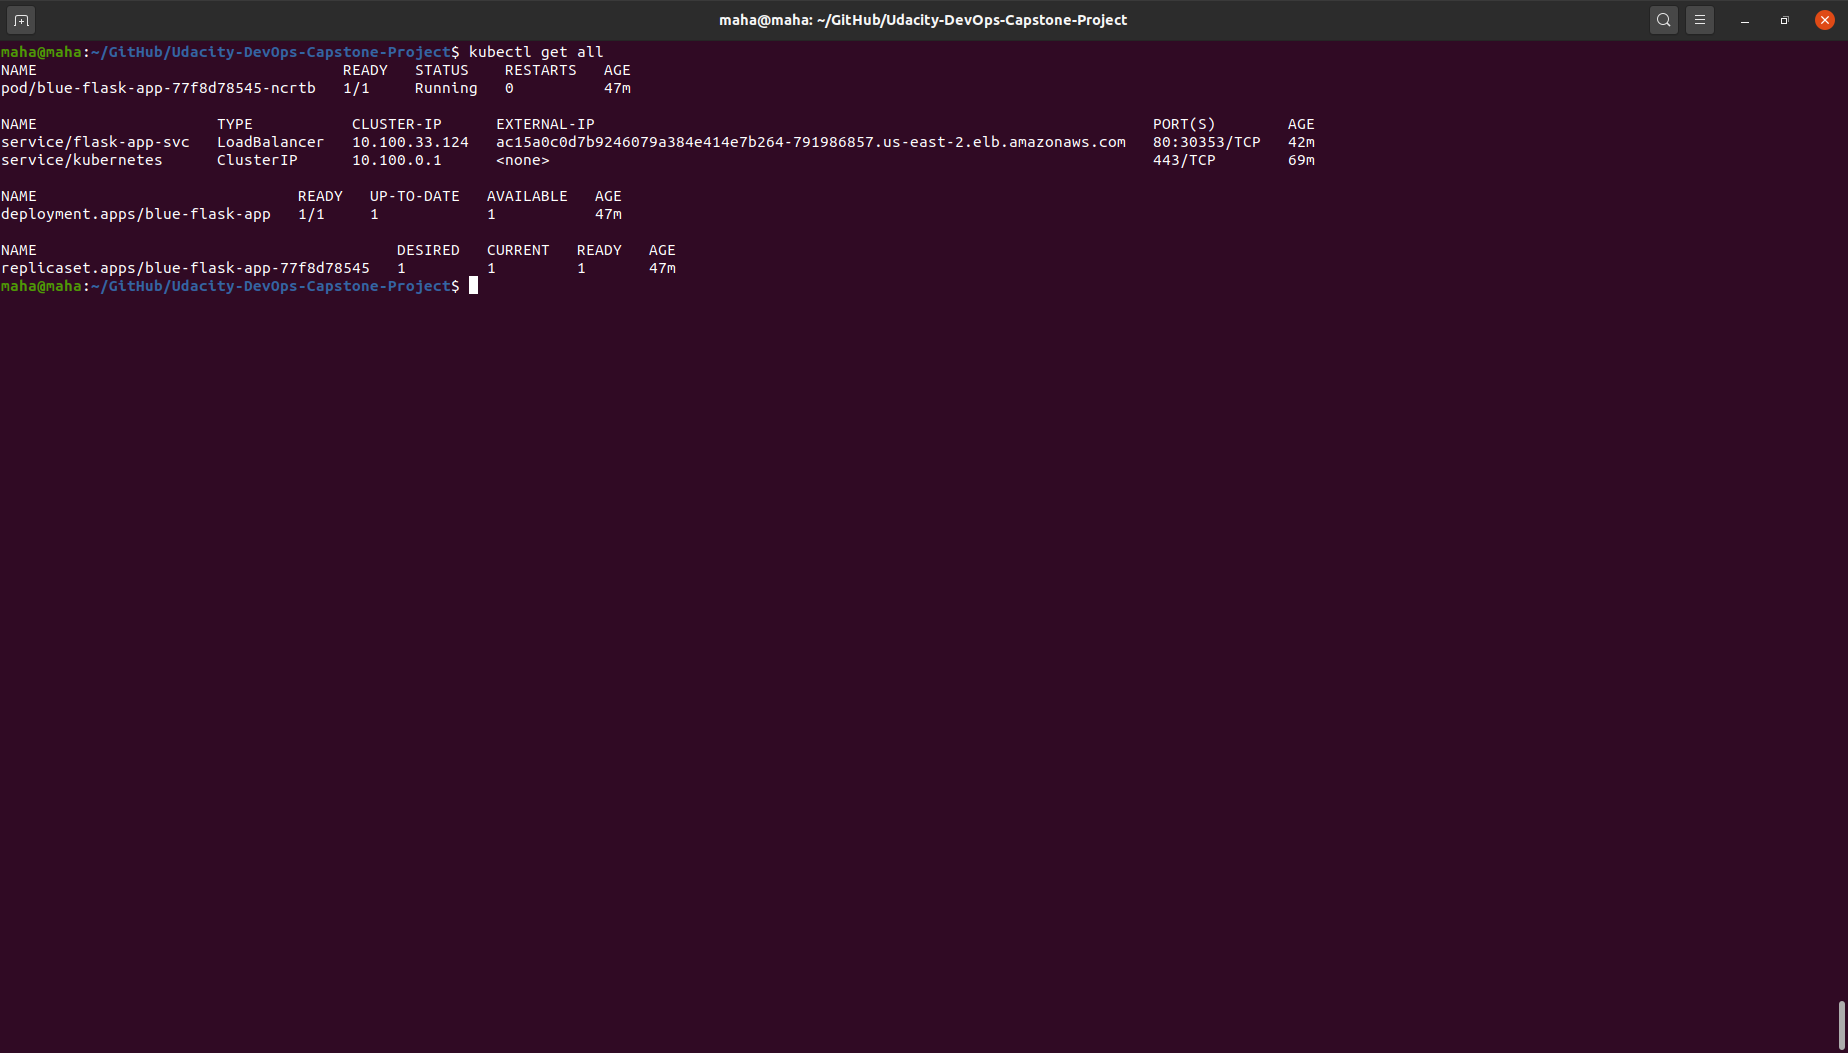 maha@maha: ~/GitHub/Udacity-DevOps-Capstone-Project
maha@maha:~/GitHub/Udacity-DevOps-Capstone-Project$ kubectl get all
NAME                                  READY   STATUS    RESTARTS   AGE
pod/blue-flask-app-77f8d78545-ncrtb   1/1     Running   0          47m

NAME                    TYPE           CLUSTER-IP      EXTERNAL-IP                                                              PORT(S)        AGE
service/flask-app-svc   LoadBalancer   10.100.33.124   ac15a0c0d7b9246079a384e414e7b264-791986857.us-east-2.elb.amazonaws.com   80:30353/TCP   42m
service/kubernetes      ClusterIP      10.100.0.1      <none>                                                                   443/TCP        69m

NAME                             READY   UP-TO-DATE   AVAILABLE   AGE
deployment.apps/blue-flask-app   1/1     1            1           47m

NAME                                        DESIRED   CURRENT   READY   AGE
replicaset.apps/blue-flask-app-77f8d78545   1         1         1       47m
maha@maha:~/GitHub/Udacity-DevOps-Capstone-Project$